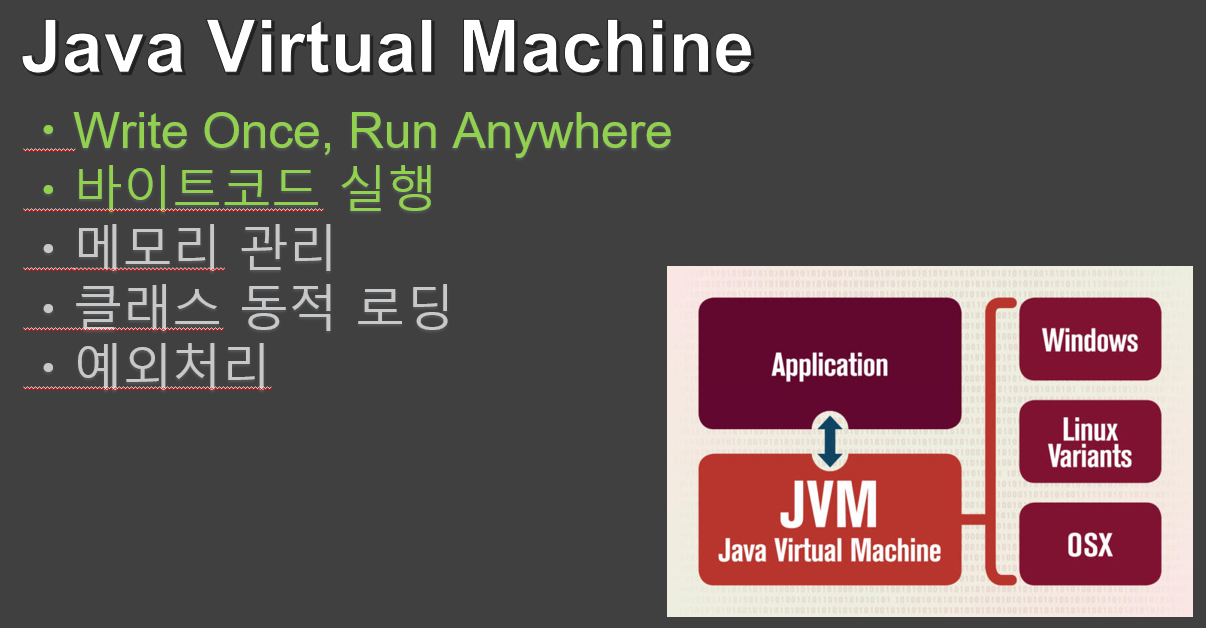 Java Virtual Machine
• Write Once, Run Anywhere
• 바이트코드 실행
• 메모리 관리
• 클래스 동적 로딩
• 예외처리
Application
JVM
Java Virtual Machine
Windows
Linux
Variants
OSX